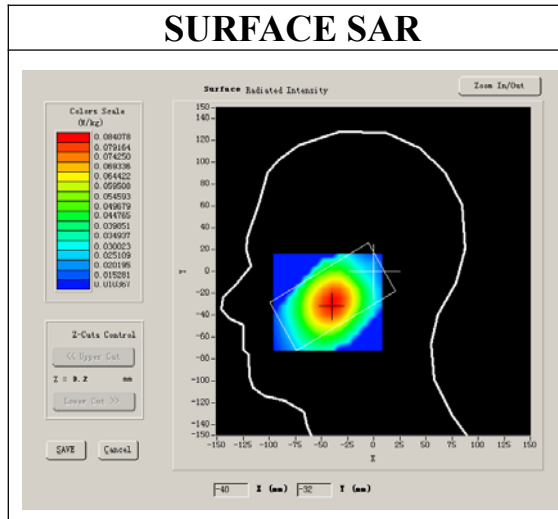 SURFACE SAR
Surface Radiated Intensity
Zoom In/Out
Colors Scale
(W/kg)
0.084078
0.079164
0.074250
0.069336
0.064422
0.059508
0.054593
0.049679
0.044765
0.039851
0.034937
0.030023
0.025109
0.020195
0.015281
0.010367
150
140
120
100
80
60
40
20
0
-20
-40
-60
-80
-100
-120
-140
-150
Y
-150 -125 -100 -75 -50 -25 0 25 50 75 100 125 150
X
Z-Cuts Control
<< Upper Cut
Z = 3.2 mm
Lower Cut >>
SAVE Cancel
-40 X (mm) -32 Y (mm)